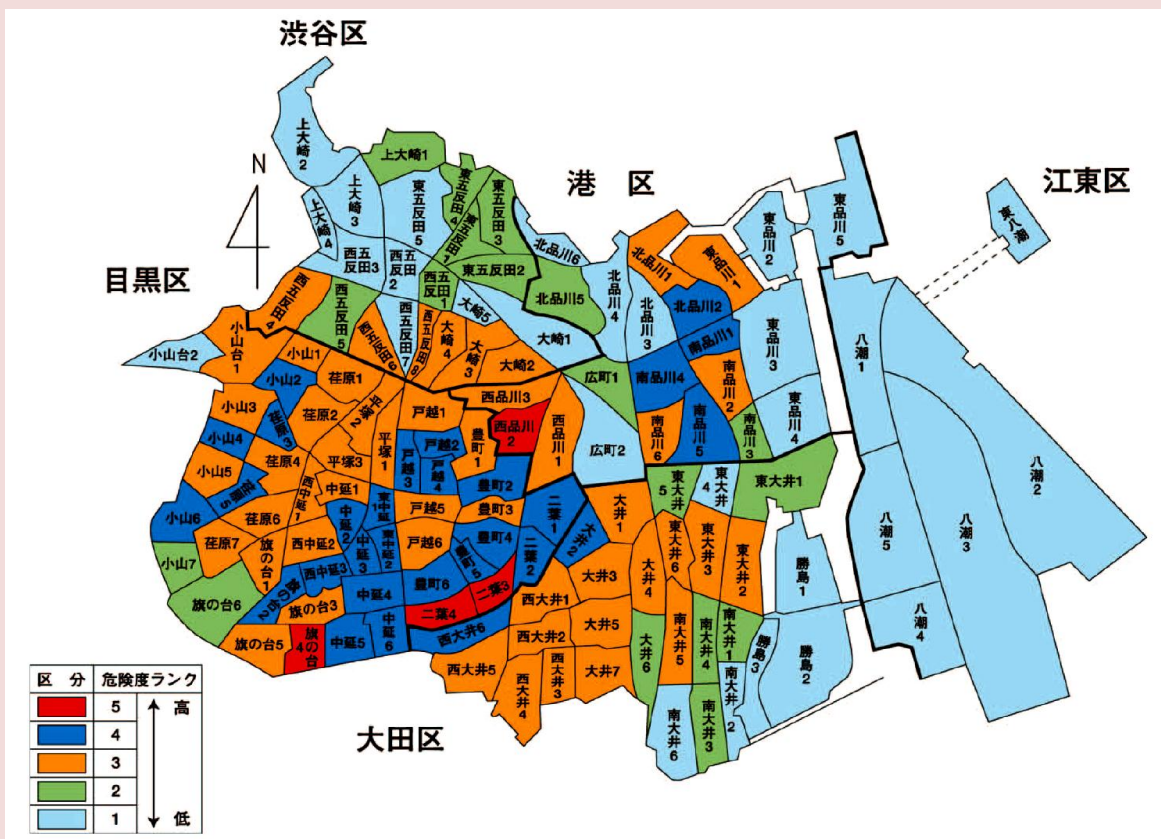 渋谷区
港 区
江東区
目黒区
大田区
N
上大崎2
上大崎1
上大崎3
上大崎4
東五反田5
東五反田4
東五反田3
東五反田1
東五反田2
西五反田3
西五反田2
西五反田1
西五反田4
西五反田5
西五反田6
西五反田7
西五反田8
大崎5
大崎1
大崎4
大崎3
大崎2
北品川6
北品川5
北品川4
北品川3
北品川1
北品川2
東品川1
東品川2
東品川5
東品川3
東品川4
東八潮
八潮1
八潮2
八潮3
八潮5
八潮4
南品川1
南品川4
南品川2
南品川5
南品川6
南品川3
広町1
広町2
西品川3
西品川2
西品川1
小山台2
小山台1
小山1
小山2
小山3
小山4
小山5
小山6
小山7
荏原1
荏原2
荏原3
荏原4
荏原5
荏原6
荏原7
平塚2
平塚1
平塚3
戸越1
戸越2
戸越3
戸越4
戸越5
戸越6
豊町1
豊町2
豊町3
豊町4
豊町5
豊町6
西中延1
西中延2
西中延3
中延1
中延2
中延3
中延4
中延5
中延6
東中延1
東中延2
旗の台1
旗の台2
旗の台3
旗の台4
旗の台5
旗の台6
二葉1
二葉2
二葉3
二葉4
大井1
大井2
大井3
大井4
大井5
大井6
大井7
西大井1
西大井2
西大井3
西大井4
西大井5
西大井6
東大井5
東大井4
東大井1
東大井6
東大井3
東大井2
南大井5
南大井4
南大井1
南大井6
南大井3
南大井2
勝島1
勝島3
勝島2
区 分 危険度ランク
5 高
4
3
2
1 低